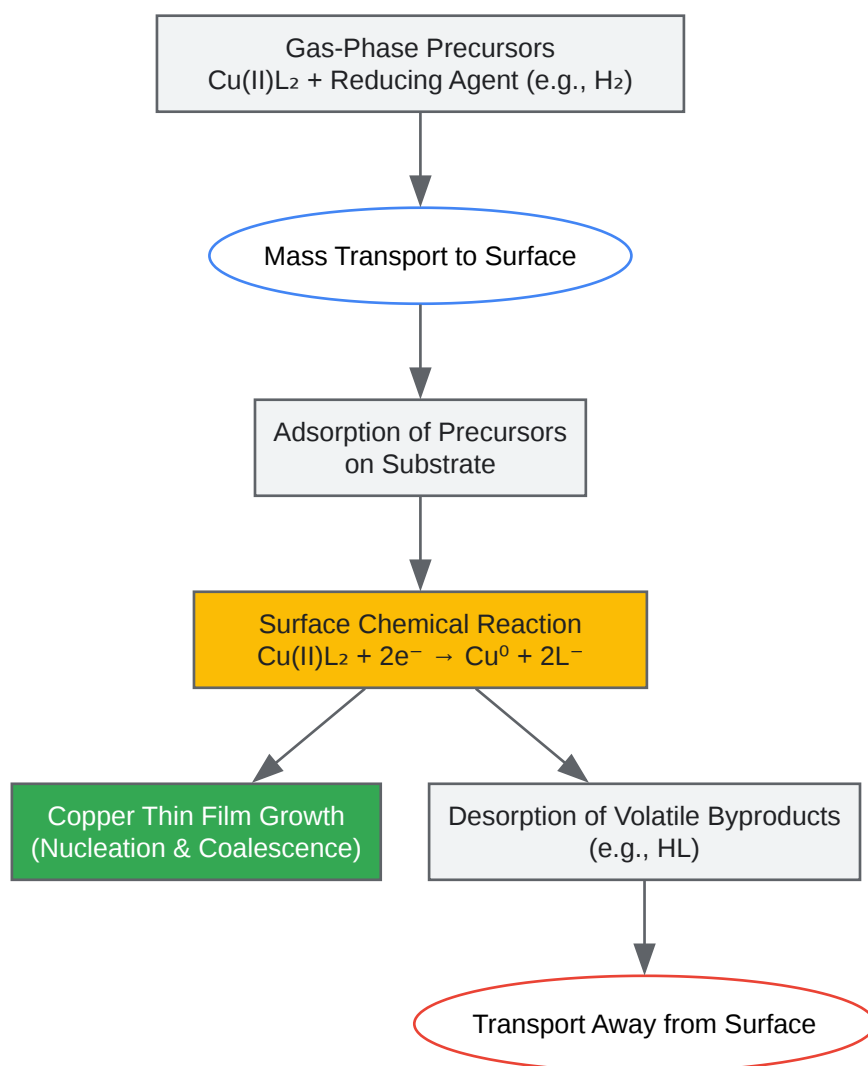 Gas-Phase Precursors
Cu(II)L₂ + Reducing Agent (e.g., H₂)
Mass Transport to Surface
Adsorption of Precursors
on Substrate
Surface Chemical Reaction
Cu(II)L₂ + 2e⁻ → Cu⁰ + 2L⁻
Copper Thin Film Growth
(Nucleation & Coalescence)
Desorption of Volatile Byproducts
(e.g., HL)
Transport Away from Surface